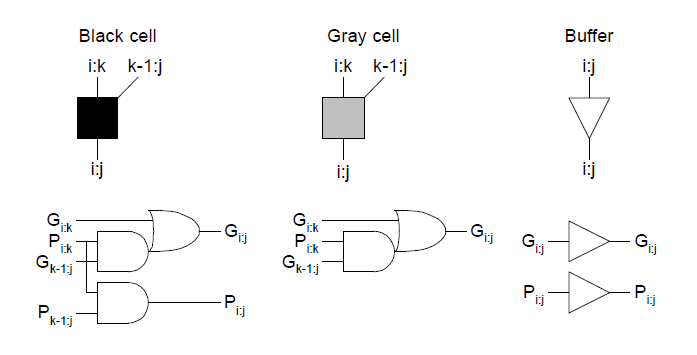 Black cell Gray cell Buffer
i:k k-1:j i:k k-1:j i:j
i:j i:j i:j
G i:k G i:j G i:k G i:j G i:j G i:j
P i:k P i:k
G k-1:j G k-1:j
P k-1:j P i:j P i:j P i:j